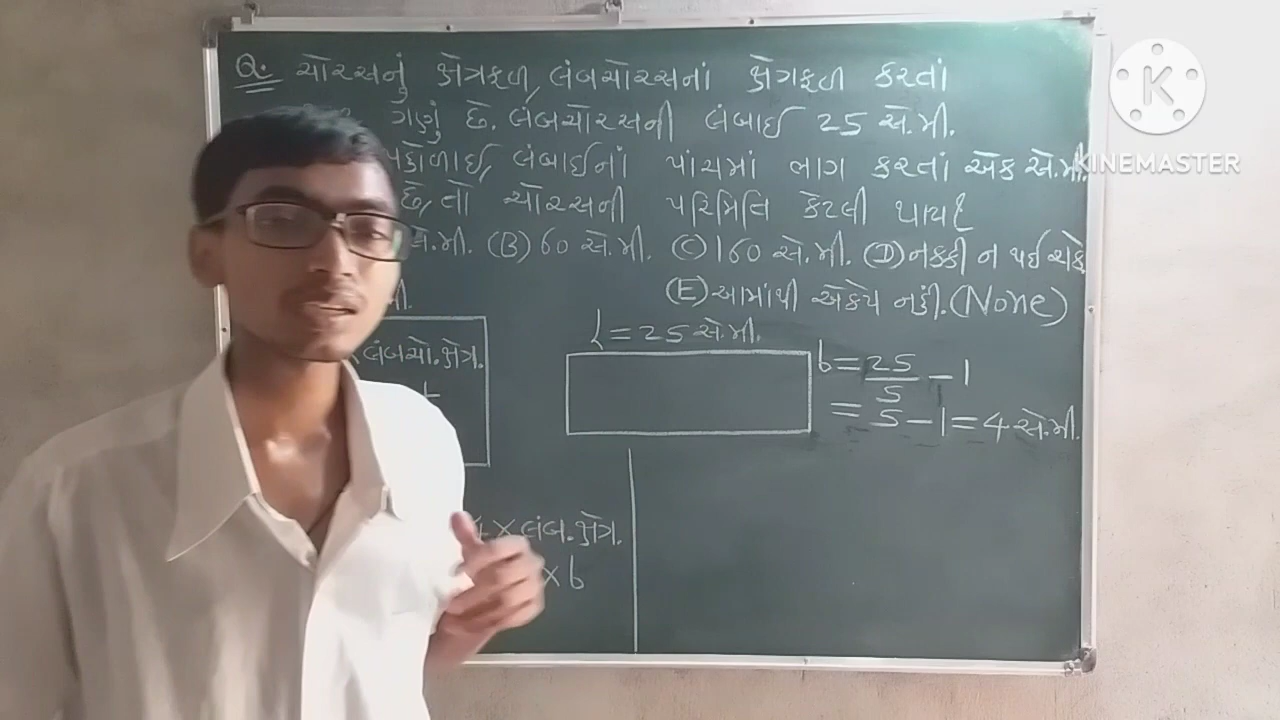 Q. ચોરસનું ક્ષેત્રફળ, લંબચોરસનાં ક્ષેત્રફળ કરતાં
ગણું છે. લંબચોરસની લંબાઈ 25 સે.મી.
પહોળાઈ, લંબાઈનાં પાંચમાં ભાગ કરતાં એક સે.મી.
છે, તો ચોરસની પરિમિતિ કેટલી થાય?
સે.મી. (B) 60 સે.મી. (C) 160 સે.મી. (D) નક્કી ન થઈ શકે
(E) આમાંથી એકેય નહીં. (None)
l = 25 સે.મી.
લંબચો. ક્ષેત્ર.
b = 25/5 - 1
= 5 - 1 = 4 સે.મી.
4 × લંબ. ક્ષેત્ર.
× b
K
KINEMASTER